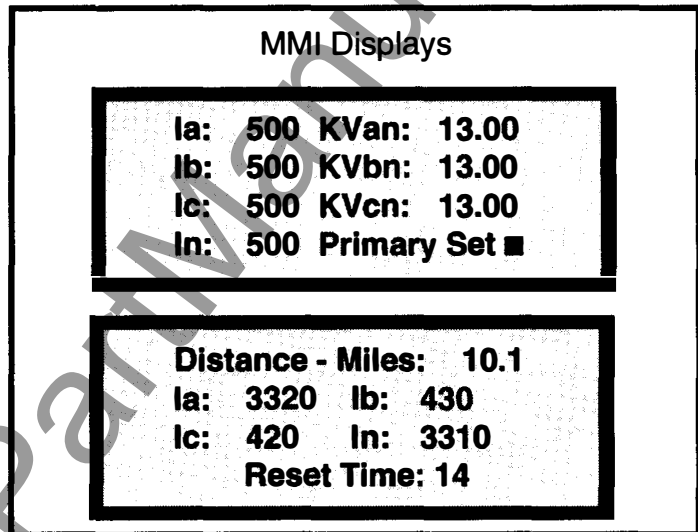 MMI Displays
Ia: 500 KVan: 13.00
Ib: 500 KVbn: 13.00
Ic: 500 KVcn: 13.00
In: 500 Primary Set ■
Distance - Miles: 10.1
Ia: 3320 Ib: 430
Ic: 420 In: 3310
Reset Time: 14
PartManu